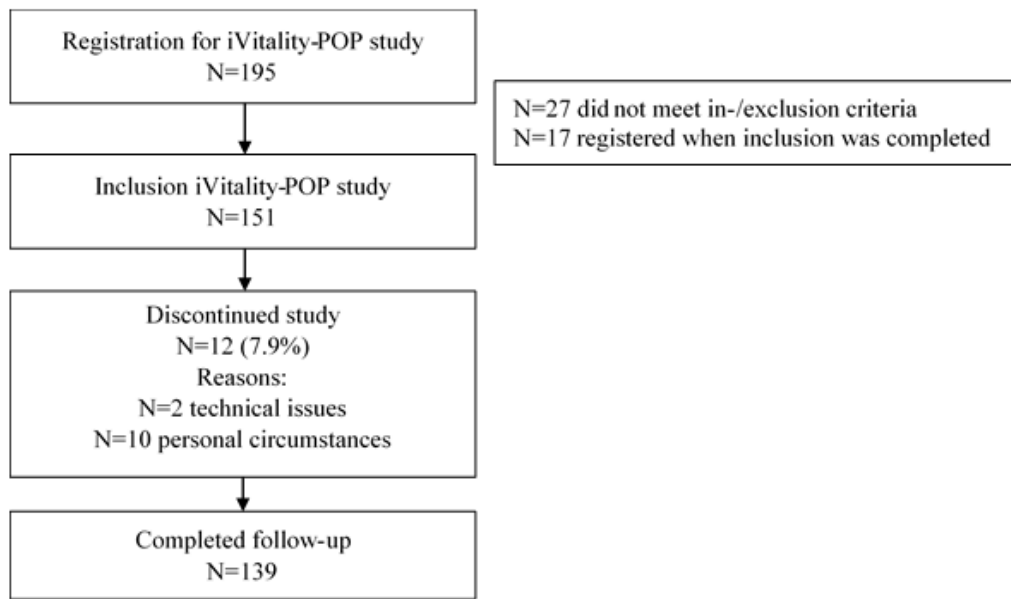 Registration for iVitality-POP study
N=195
N=27 did not meet in-/exclusion criteria
N=17 registered when inclusion was completed
Inclusion iVitality-POP study
N=151
Discontinued study
N=12 (7.9%)
Reasons:
N=2 technical issues
N=10 personal circumstances
Completed follow-up
N=139